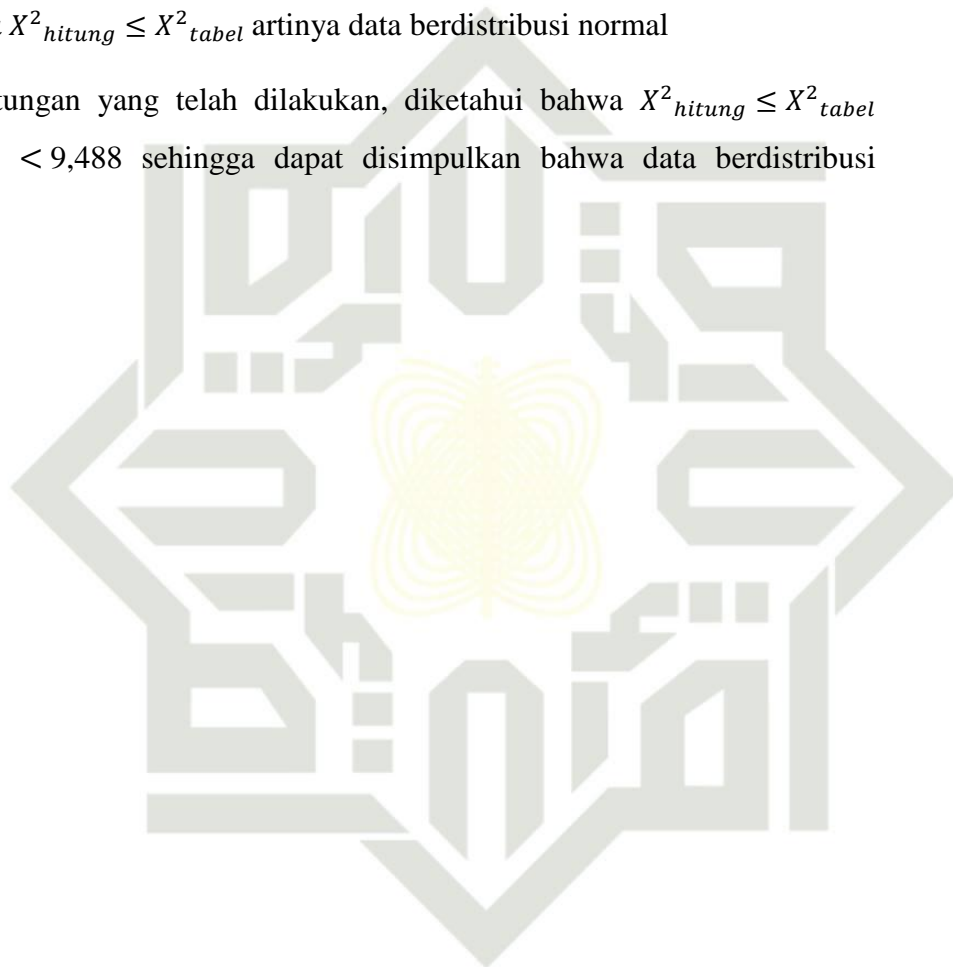 X²hitung ≤ X²tabel artinya data berdistribusi normal
tungan yang telah dilakukan, diketahui bahwa X²hitung ≤ X²tabel
< 9,488 sehingga dapat disimpulkan bahwa data berdistribusi